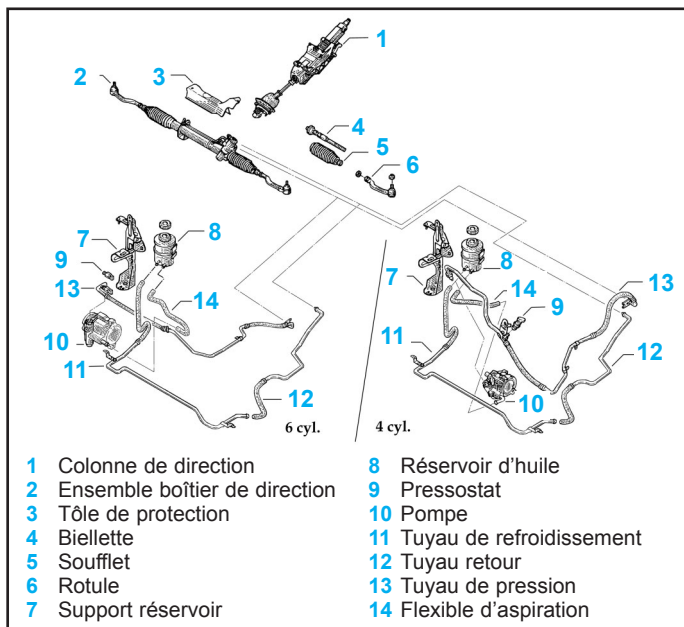 1
2
3
4
5
6
7
8
8
7
9
13
13
14
14
9
10
11
11
12
10
12
6 cyl.
4 cyl.
1 Colonne de direction
2 Ensemble boîtier de direction
3 Tôle de protection
4 Biellette
5 Soufflet
6 Rotule
7 Support réservoir
8 Réservoir d'huile
9 Pressostat
10 Pompe
11 Tuyau de refroidissement
12 Tuyau retour
13 Tuyau de pression
14 Flexible d'aspiration